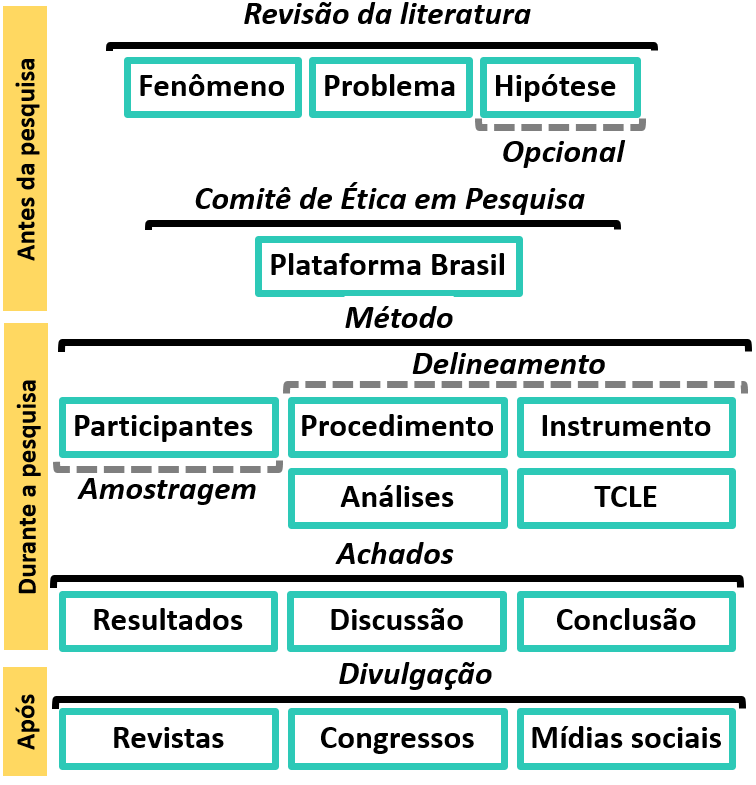 Antes da pesquisa
Revisão da literatura
Fenômeno
Problema
Hipótese
Opcional
Comitê de Ética em Pesquisa
Plataforma Brasil
Durante a pesquisa
Método
Delineamento
Participantes
Procedimento
Instrumento
Amostragem
Análises
TCLE
Achados
Resultados
Discussão
Conclusão
Após
Divulgação
Revistas
Congressos
Mídias sociais